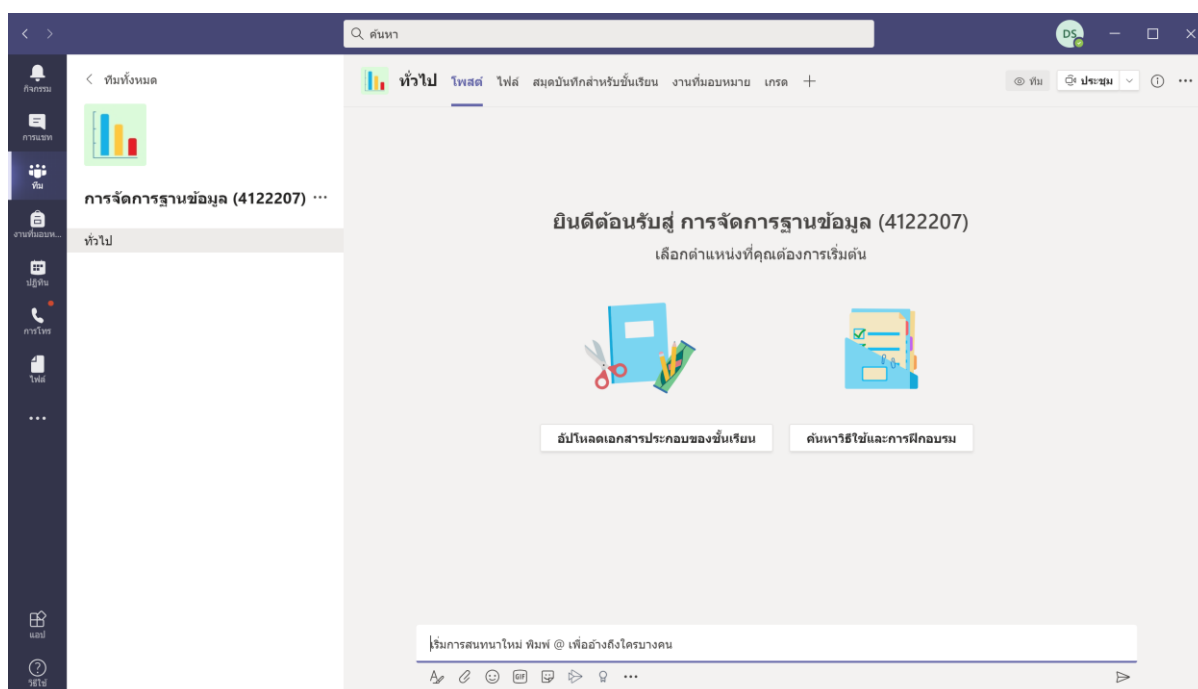 ค้นหา
DS
กิจกรรม
การแชท
ทีม
งานที่มอบห...
ปฏิทิน
การโทร
ไฟล์
แอป
วิธีใช้
ทีมทั้งหมด
การจัดการฐานข้อมูล (4122207) ...
ทั่วไป
ทั่วไป โพสต์ ไฟล์ สมุดบันทึกสำหรับชั้นเรียน งานที่มอบหมาย เกรด +
ทีม ประชุม
ยินดีต้อนรับสู่ การจัดการฐานข้อมูล (4122207)
เลือกตำแหน่งที่คุณต้องการเริ่มต้น
อัปโหลดเอกสารประกอบของชั้นเรียน ค้นหาวิธีใช้และการฝึกอบรม
เริ่มการสนทนาใหม่ พิมพ์ @ เพื่ออ้างถึงใครบางคน
GIF